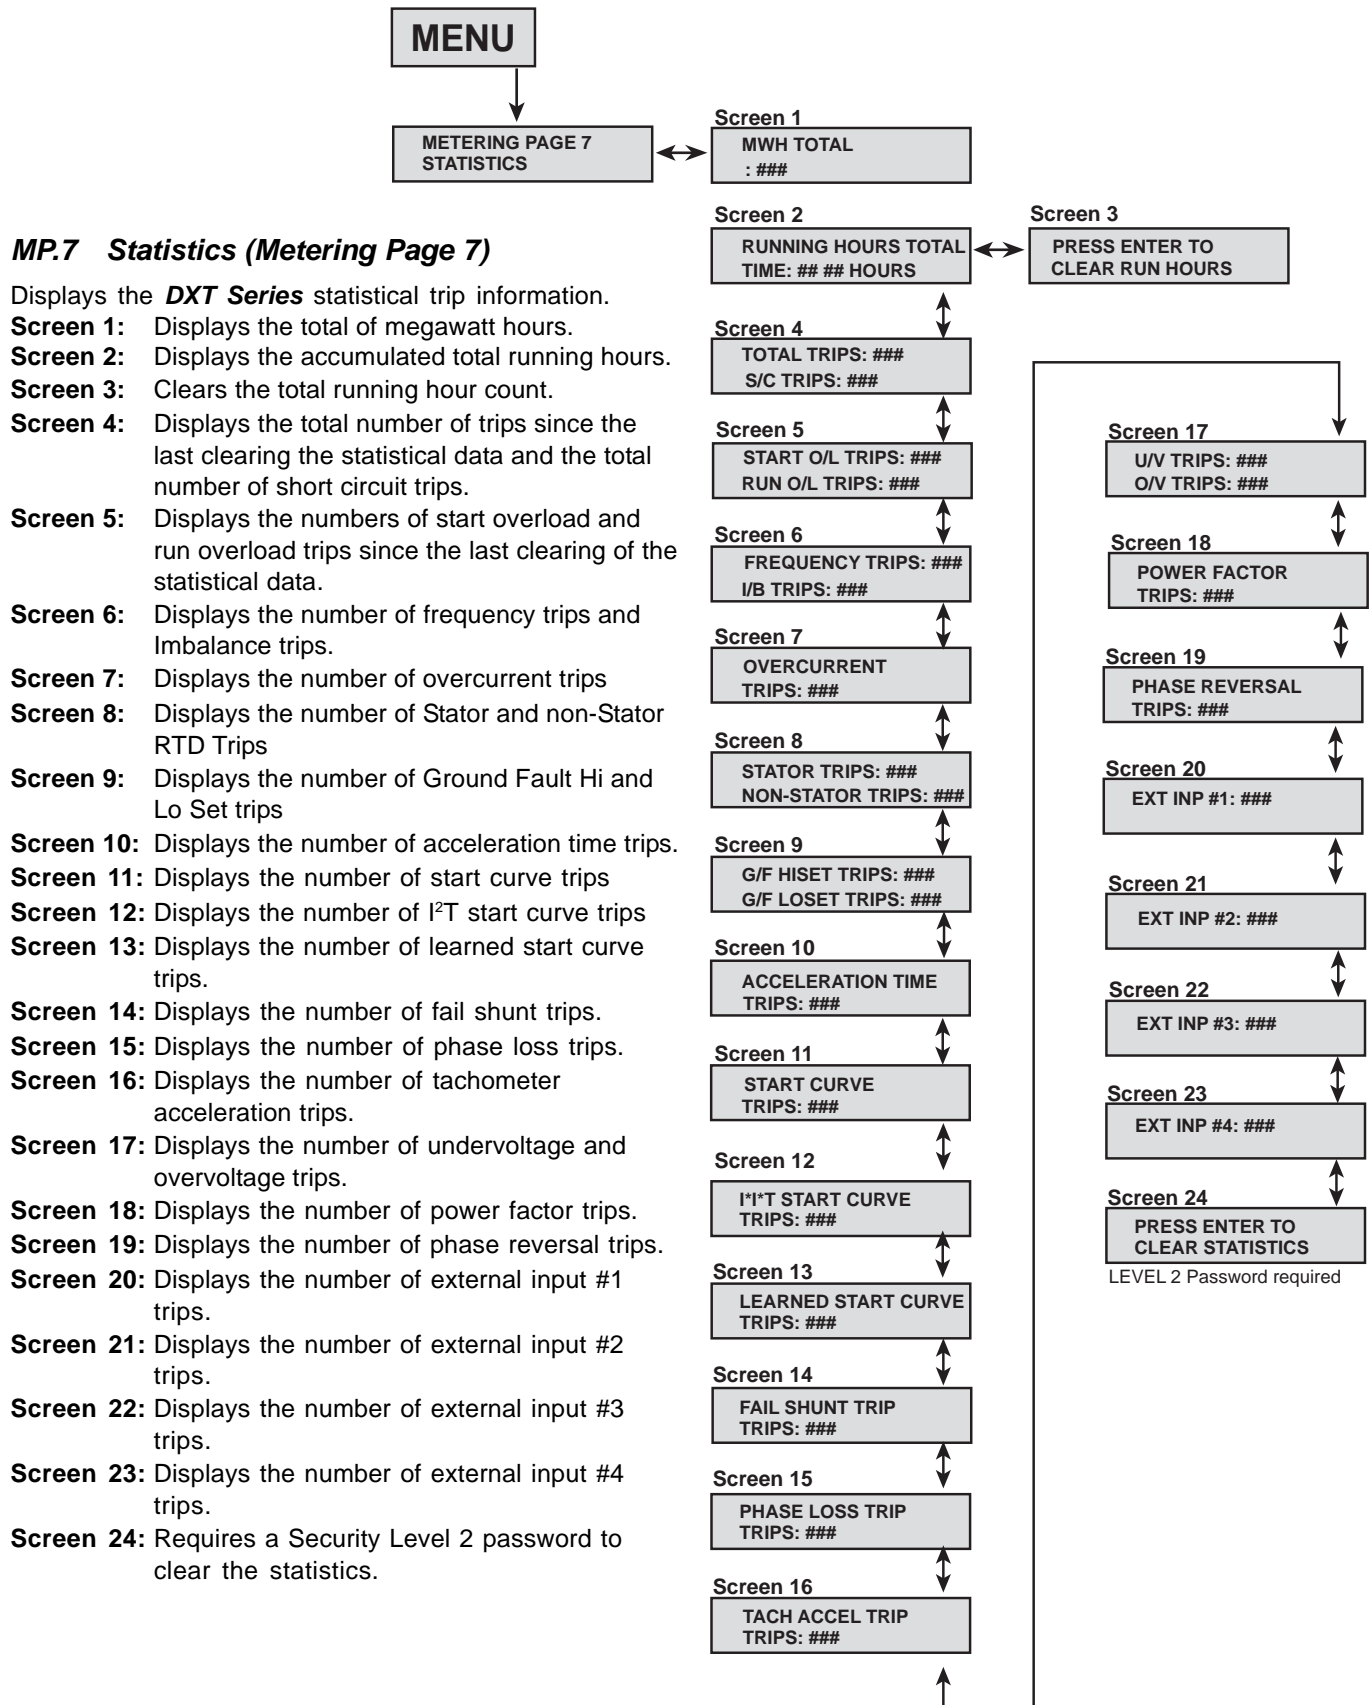 MENU
METERING PAGE 7
STATISTICS
Screen 1
MWH TOTAL
: ###
MP.7 Statistics (Metering Page 7)
Displays the DXT Series statistical trip information.
Screen 1: Displays the total of megawatt hours.
Screen 2: Displays the accumulated total running hours.
Screen 3: Clears the total running hour count.
Screen 4: Displays the total number of trips since the
last clearing the statistical data and the total
number of short circuit trips.
Screen 5: Displays the numbers of start overload and
run overload trips since the last clearing of the
statistical data.
Screen 6: Displays the number of frequency trips and
Imbalance trips.
Screen 7: Displays the number of overcurrent trips
Screen 8: Displays the number of Stator and non-Stator
RTD Trips
Screen 9: Displays the number of Ground Fault Hi and
Lo Set trips
Screen 10: Displays the number of acceleration time trips.
Screen 11: Displays the number of start curve trips
Screen 12: Displays the number of I²T start curve trips
Screen 13: Displays the number of learned start curve
trips.
Screen 14: Displays the number of fail shunt trips.
Screen 15: Displays the number of phase loss trips.
Screen 16: Displays the number of tachometer
acceleration trips.
Screen 17: Displays the number of undervoltage and
overvoltage trips.
Screen 18: Displays the number of power factor trips.
Screen 19: Displays the number of phase reversal trips.
Screen 20: Displays the number of external input #1
trips.
Screen 21: Displays the number of external input #2
trips.
Screen 22: Displays the number of external input #3
trips.
Screen 23: Displays the number of external input #4
trips.
Screen 24: Requires a Security Level 2 password to
clear the statistics.
Screen 2
RUNNING HOURS TOTAL
TIME: ## ## HOURS
Screen 3
PRESS ENTER TO
CLEAR RUN HOURS
Screen 4
TOTAL TRIPS: ###
S/C TRIPS: ###
Screen 5
START O/L TRIPS: ###
RUN O/L TRIPS: ###
Screen 6
FREQUENCY TRIPS: ###
I/B TRIPS: ###
Screen 7
OVERCURRENT
TRIPS: ###
Screen 8
STATOR TRIPS: ###
NON-STATOR TRIPS: ###
Screen 9
G/F HISET TRIPS: ###
G/F LOSET TRIPS: ###
Screen 10
ACCELERATION TIME
TRIPS: ###
Screen 11
START CURVE
TRIPS: ###
Screen 12
I*I*T START CURVE
TRIPS: ###
Screen 13
LEARNED START CURVE
TRIPS: ###
Screen 14
FAIL SHUNT TRIP
TRIPS: ###
Screen 15
PHASE LOSS TRIP
TRIPS: ###
Screen 16
TACH ACCEL TRIP
TRIPS: ###
Screen 17
U/V TRIPS: ###
O/V TRIPS: ###
Screen 18
POWER FACTOR
TRIPS: ###
Screen 19
PHASE REVERSAL
TRIPS: ###
Screen 20
EXT INP #1: ###
Screen 21
EXT INP #2: ###
Screen 22
EXT INP #3: ###
Screen 23
EXT INP #4: ###
Screen 24
PRESS ENTER TO
CLEAR STATISTICS
LEVEL 2 Password required